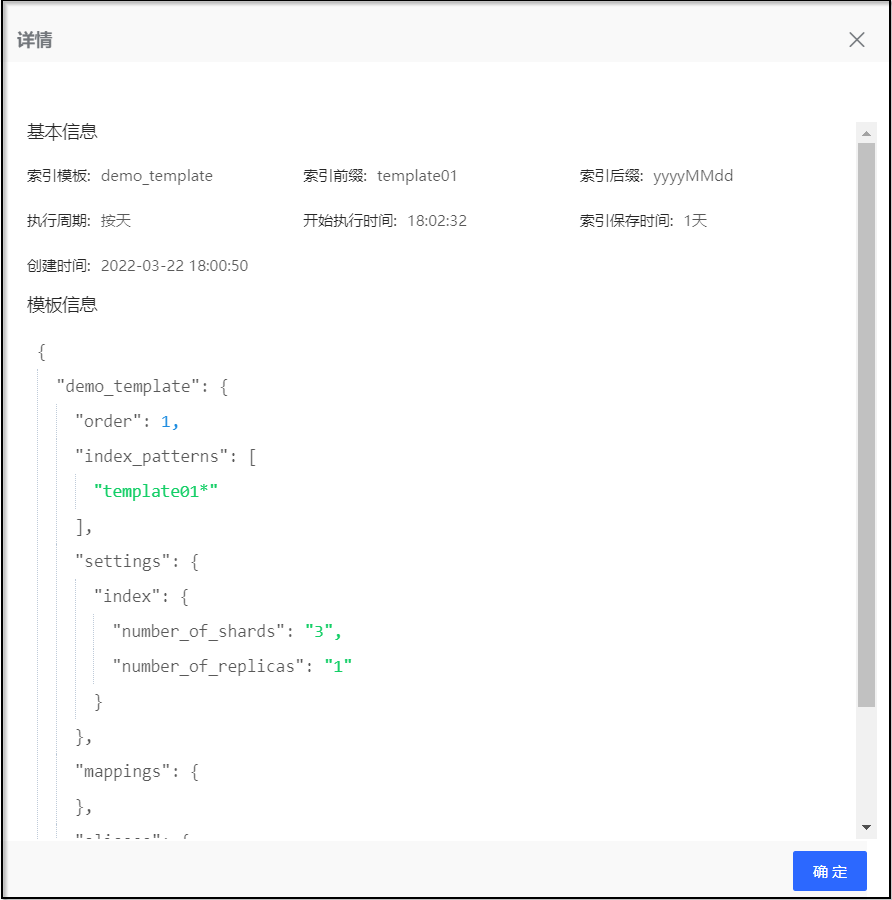 详情
基本信息
索引模板: demo_template 索引前缀: template01 索引后缀: yyyyMMdd
执行周期: 按天 开始执行时间: 18:02:32 索引保存时间: 1天
创建时间: 2022-03-22 18:00:50
模板信息
{
"demo_template": {
"order": 1,
"index_patterns": [
"template01*"
],
"settings": {
"index": {
"number_of_shards": "3",
"number_of_replicas": "1"
}
},
"mappings": {
},
确 定